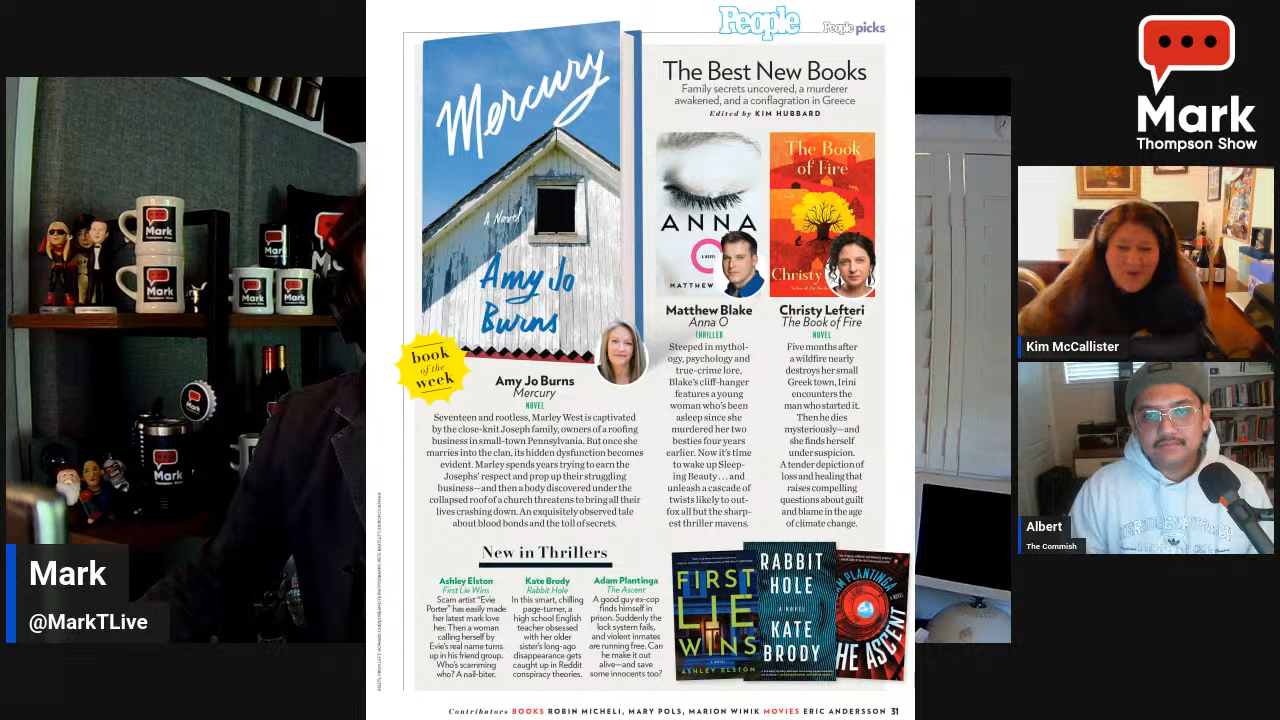 People
People picks
Mercury
A Novel
Amy Jo
Burns
book
of the
week
Amy Jo Burns
Mercury
NOVEL
Seventeen and rootless, Marley West is captivated
by the close-knit Joseph family, owners of a roofing
business in small-town Pennsylvania. But once she
marries into the clan, its hidden dysfunction becomes
evident. Marley spends years trying to earn the
Josephs' respect and prop up their struggling
business—and then a body discovered under the
collapsed roof of a church threatens to bring all their
lives crashing down. An exquisitely observed tale
about blood bonds and the toll of secrets.
The Best New Books
Family secrets uncovered, a murderer
awakened, and a conflagration in Greece
Edited by KIM HUBBARD
ANNA
O
A NOVEL
MATTHEW
The Book
of Fire
Christy
Matthew Blake
Anna O
THRILLER
Steeped in mythol-
ogy, psychology and
true-crime lore,
Blake's cliff-hanger
features a young
woman who's been
asleep since she
murdered her two
besties four years
earlier. Now it's time
to wake up Sleep-
ing Beauty . . . and
unleash a cascade of
twists likely to out-
fox all but the sharp-
est thriller mavens.
Christy Lefteri
The Book of Fire
NOVEL
Five months after
a wildfire nearly
destroys her small
Greek town, Irini
encounters the
man who started it.
Then he dies
mysteriously—and
she finds herself
under suspicion.
A tender depiction of
loss and healing that
raises compelling
questions about guilt
and blame in the age
of climate change.
New in Thrillers
Ashley Elston
First Lie Wins
Scam artist "Evie
Porter" has easily made
her latest mark love
her. Then a woman
calling herself by
Evie's real name turns
up in his friend group.
Who's scamming
who? A nail-biter.
Kate Brody
Rabbit Hole
In this smart, chilling
page-turner, a
high school English
teacher obsessed
with her older
sister's long-ago
disappearance gets
caught up in Reddit
conspiracy theories.
Adam Plantinga
The Ascent
A good guy ex-cop
finds himself in
prison. Suddenly the
lock system fails,
and violent inmates
are running free. Can
he make it out
alive—and save
some innocents too?
FIRST
LIE
WINS
A NOVEL
ASHLEY ELSTON
RABBIT
HOLE
A NOVEL
KATE
BRODY
M PLANTINGA
HE ASCENT
Contributors BOOKS ROBIN MICHELI, MARY POLS, MARION WINIK MOVIES ERIC ANDERSSON 31
Mark
Mark
Mark
Mark
Mark
Mark
@MarkTLive
Mark
Thompson Show
Kim McCallister
Albert
The Commish